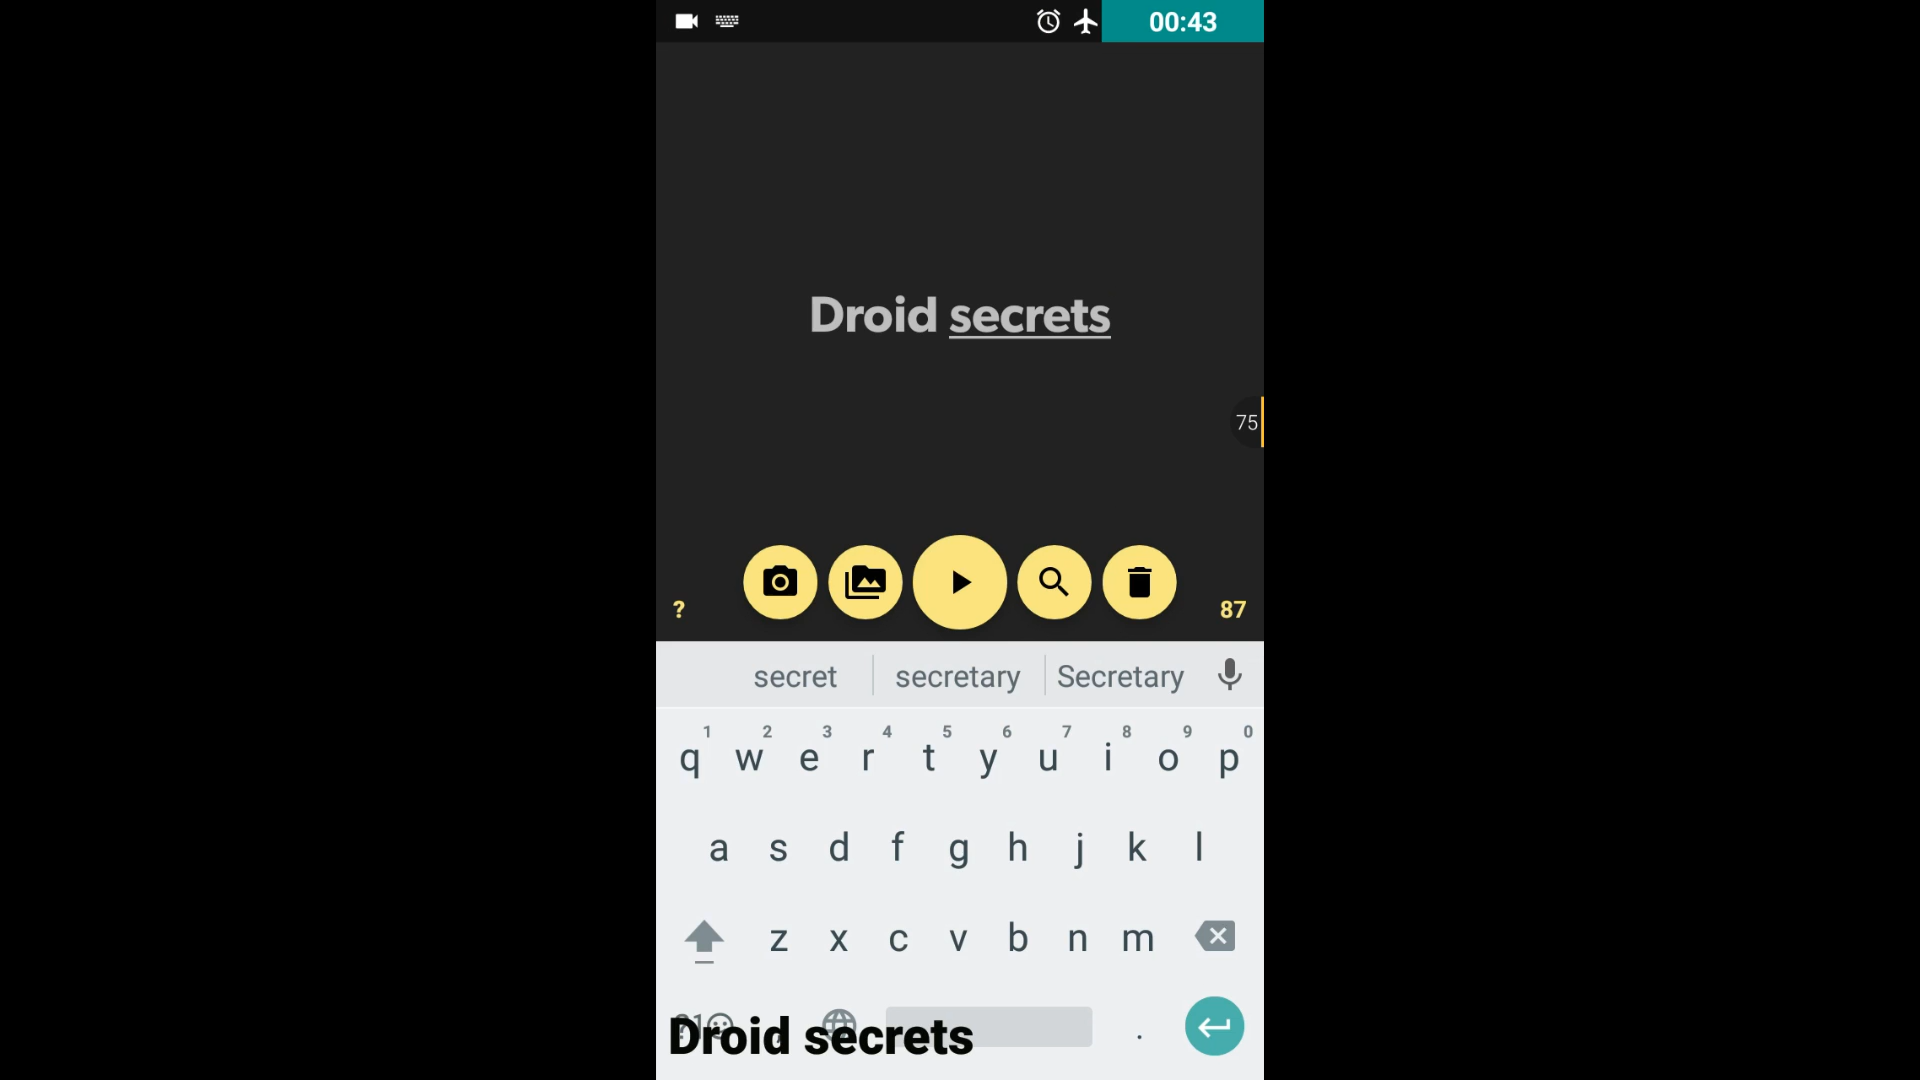 00:43
Droid secrets
75
? 87
secret secretary Secretary
1 2 3 4 5 6 7 8 9 0
q w e r t y u i o p
a s d f g h j k l
z x c v b n m
?1 , .
Droid secrets